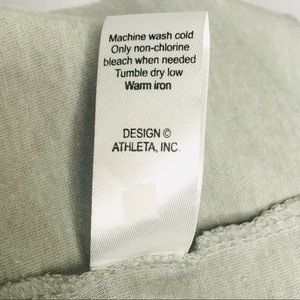 Machine wash cold
Only non-chlorine
bleach when needed
Tumble dry low
Warm iron
DESIGN ©
ATHLETA, INC.